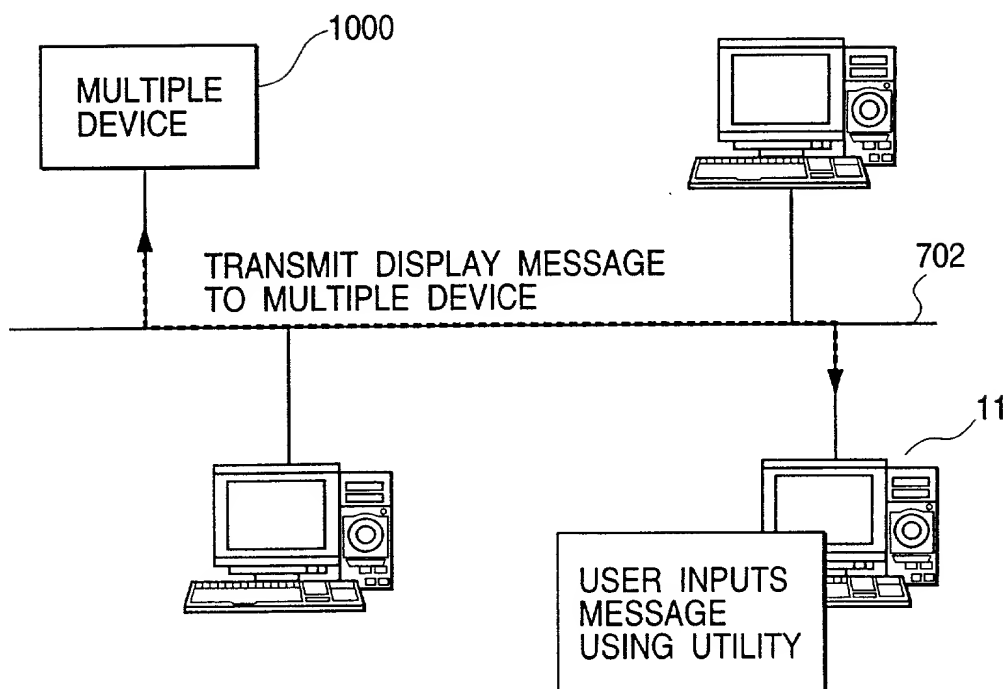 1000
MULTIPLE
DEVICE
TRANSMIT DISPLAY MESSAGE
TO MULTIPLE DEVICE
702
11
USER INPUTS
MESSAGE
USING UTILITY